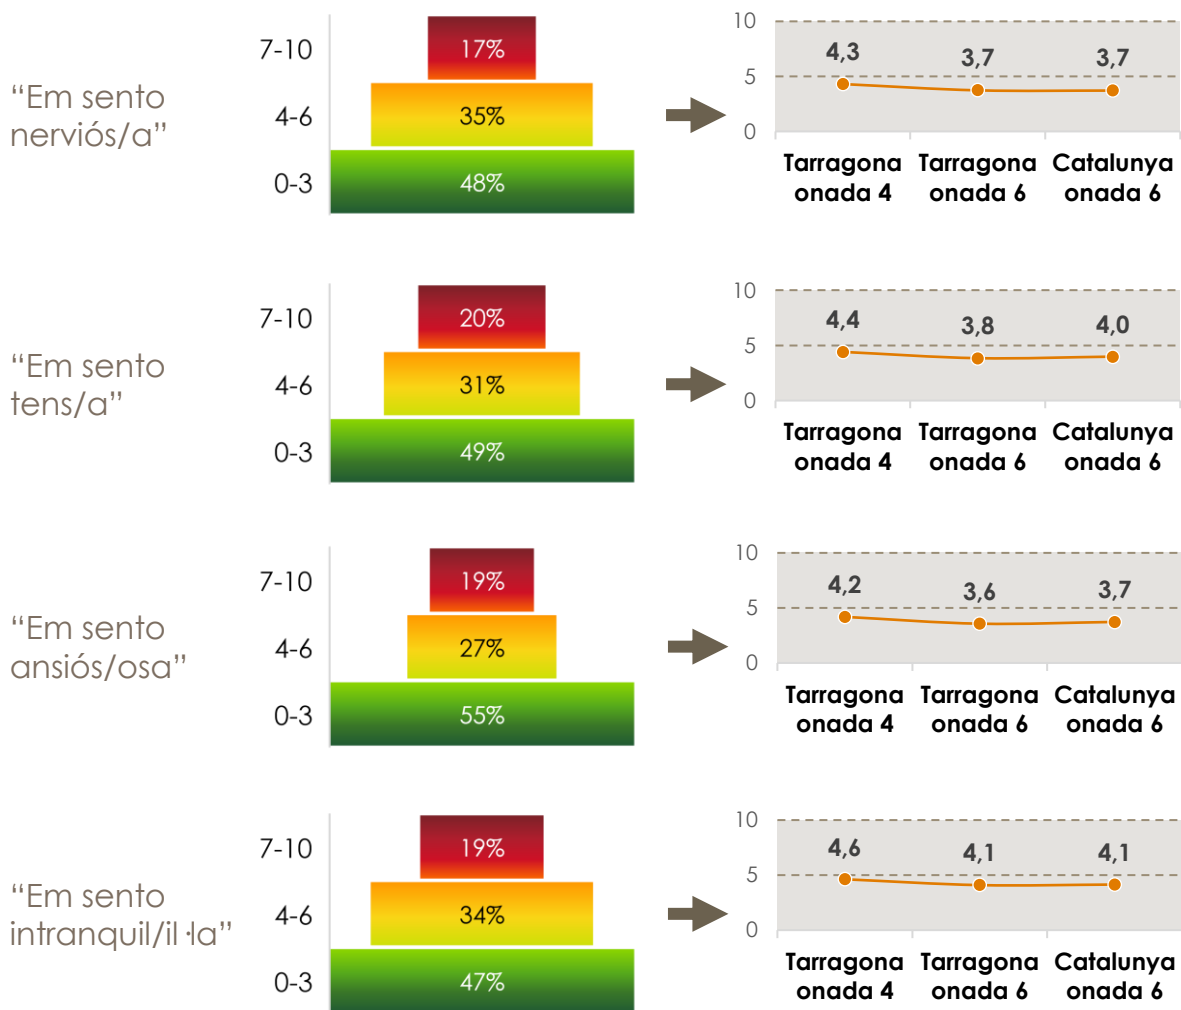 “Em sento
nerviós/a”
7-10
17%
4-6
35%
0-3
48%
10
5
0
4,3
3,7
3,7
Tarragona
onada 4
Tarragona
onada 6
Catalunya
onada 6
“Em sento
tens/a”
7-10
20%
4-6
31%
0-3
49%
10
5
0
4,4
3,8
4,0
Tarragona
onada 4
Tarragona
onada 6
Catalunya
onada 6
“Em sento
ansiós/osa”
7-10
19%
4-6
27%
0-3
55%
10
5
0
4,2
3,6
3,7
Tarragona
onada 4
Tarragona
onada 6
Catalunya
onada 6
“Em sento
intranquil/il·la”
7-10
19%
4-6
34%
0-3
47%
10
5
0
4,6
4,1
4,1
Tarragona
onada 4
Tarragona
onada 6
Catalunya
onada 6